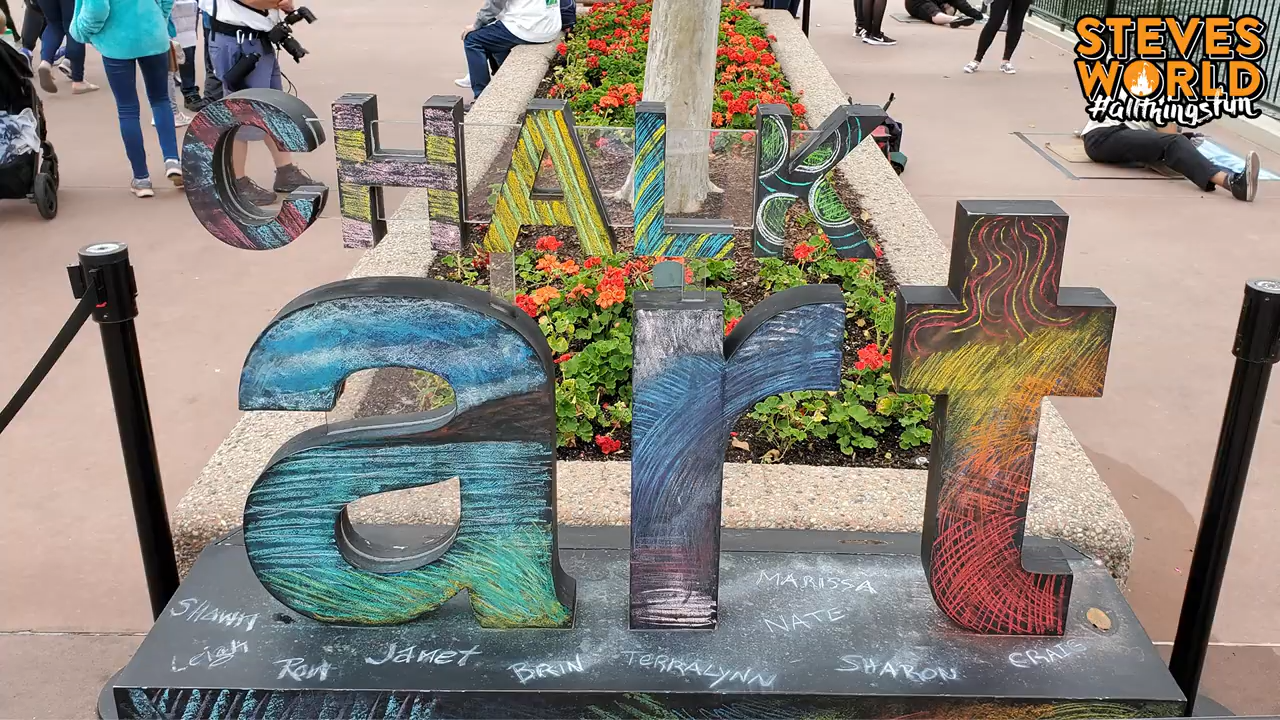 STEVES
WORLD
#allthingsfun
CHALK
art
MARISSA
NATE
Shawn
Leigh
Ron
Janet
BRIN
TERRALYNN
SHARON
CRAIG